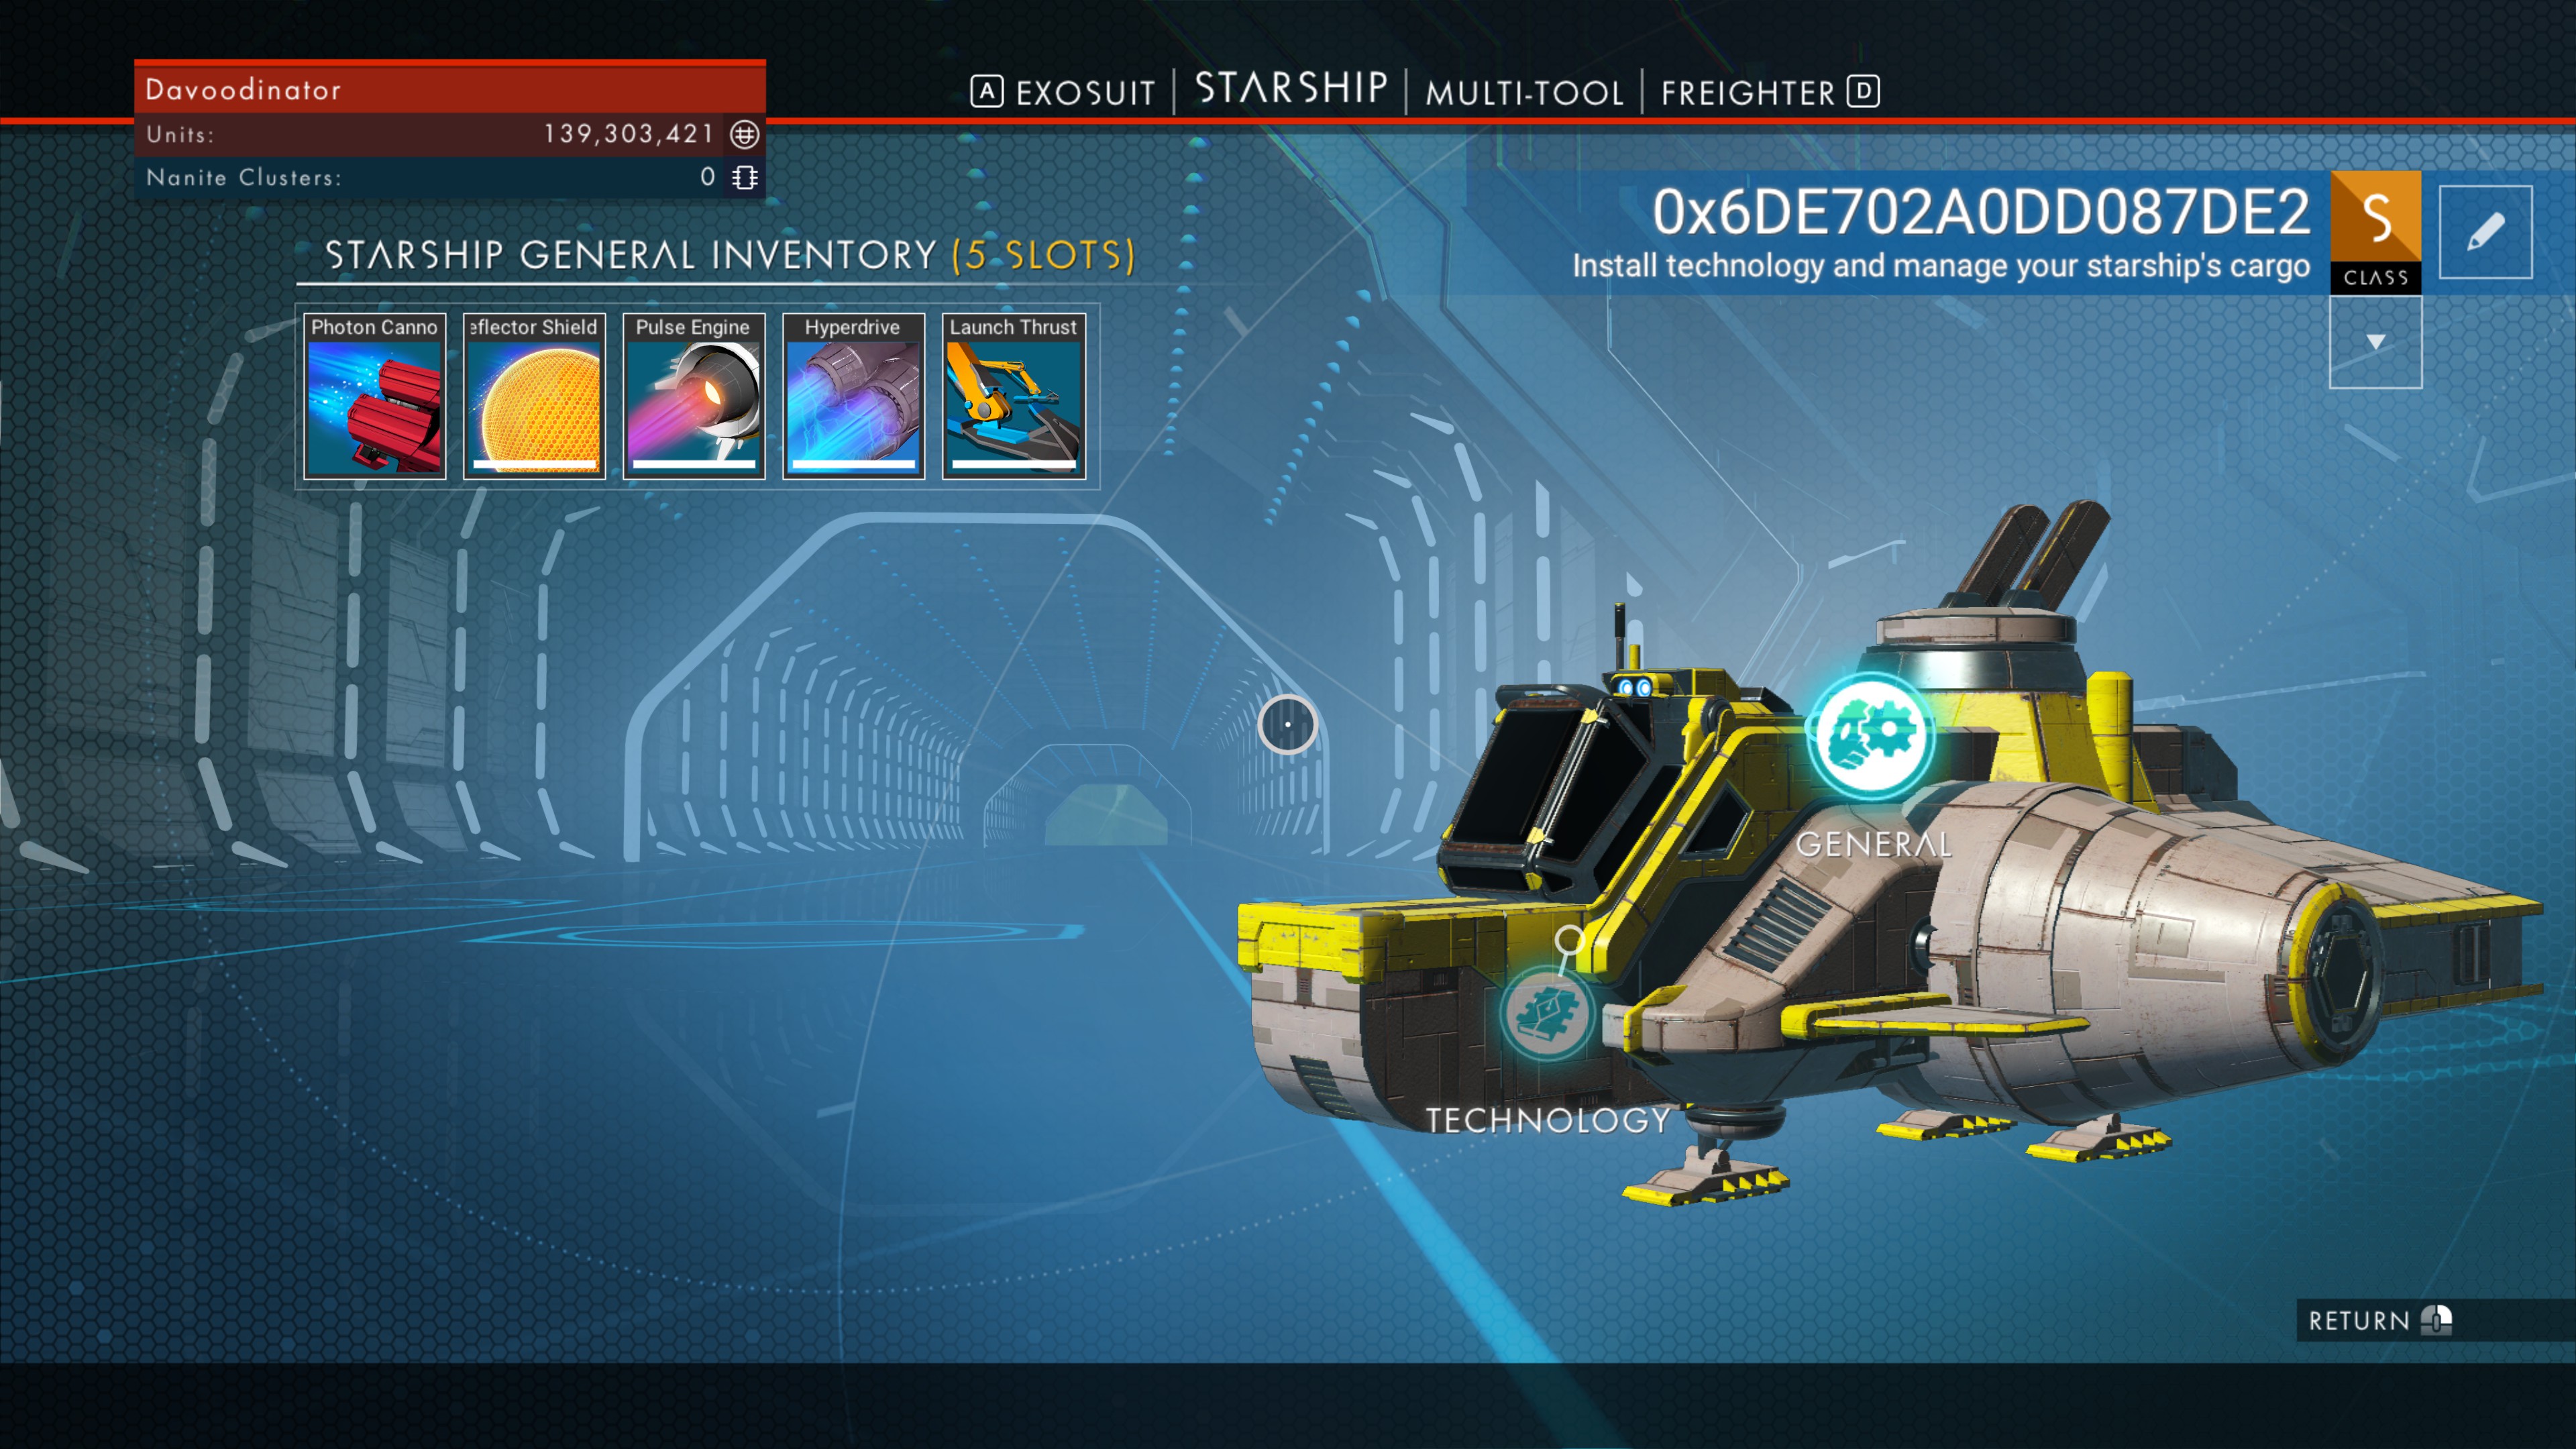 Davoodinator
Units: 139,303,421
Nanite Clusters: 0
A EXOSUIT STARSHIP MULTI-TOOL FREIGHTER D
0x6DE702A0DD087DE2
Install technology and manage your starship's cargo
S
CLASS
STARSHIP GENERAL INVENTORY (5 SLOTS)
Photon Canno
eflector Shield
Pulse Engine
Hyperdrive
Launch Thrust
GENERAL
TECHNOLOGY
RETURN